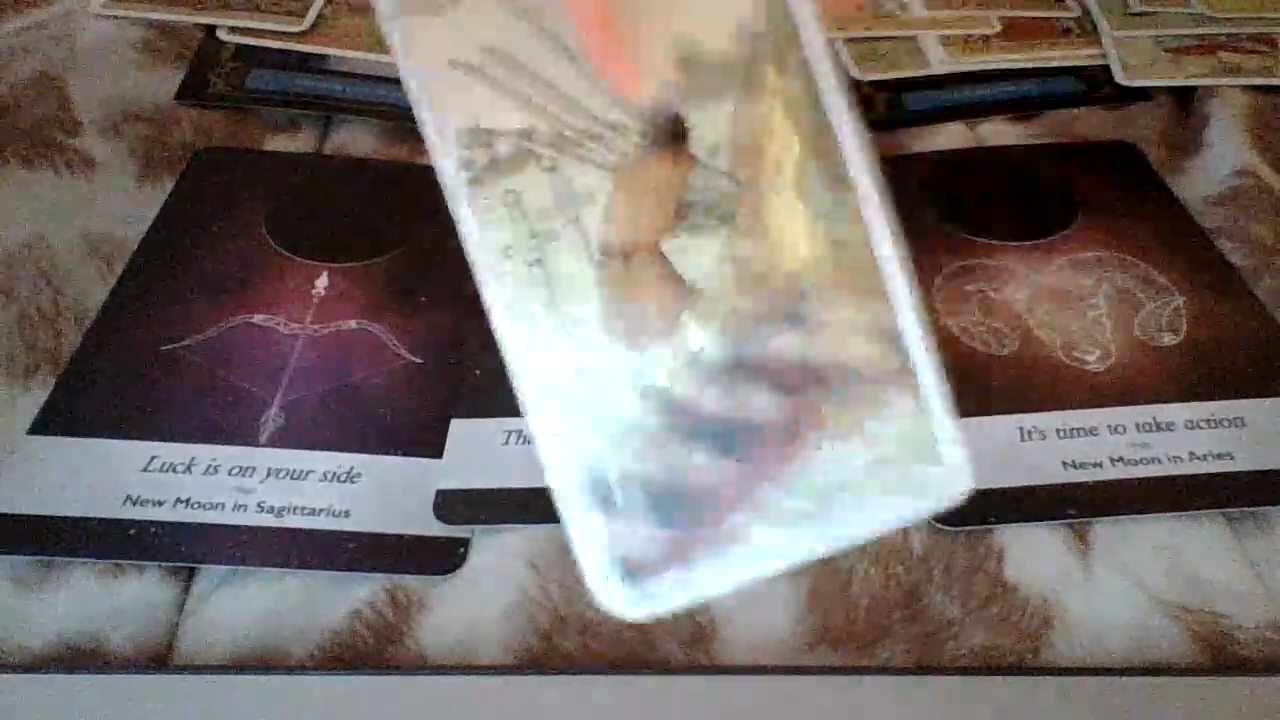 Luck is on your side
New Moon in Sagittarius
It's time to take action
New Moon in Aries